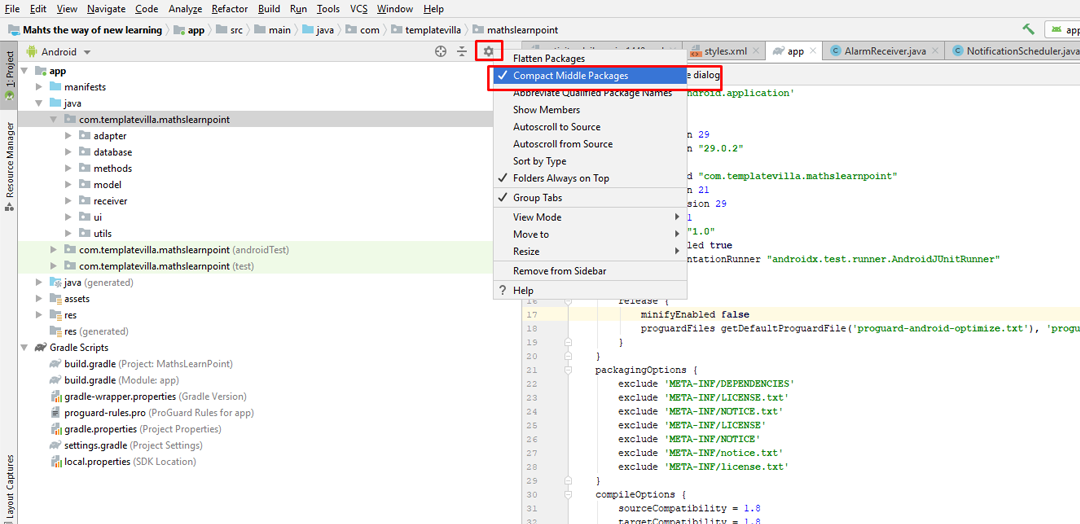 File Edit View Navigate Code Analyze Refactor Build Run Tools VCS Window Help
Mahts the way of new learning app src main java com templatevilla mathslearnpoint
app
Android
styles.xml
app
AlarmReceiver.java
NotificationScheduler.java
1: Project
Resource Manager
Layout Captures
app
manifests
java
com.templatevilla.mathslearnpoint
adapter
database
methods
model
receiver
ui
utils
com.templatevilla.mathslearnpoint (androidTest)
com.templatevilla.mathslearnpoint (test)
java (generated)
assets
res
res (generated)
Gradle Scripts
build.gradle (Project: MathsLearnPoint)
build.gradle (Module: app)
gradle-wrapper.properties (Gradle Version)
proguard-rules.pro (ProGuard Rules for app)
gradle.properties (Project Properties)
settings.gradle (Project Settings)
local.properties (SDK Location)
Flatten Packages
Compact Middle Packages
Abbreviate Qualified Package Names
Show Members
Autoscroll to Source
Autoscroll from Source
Sort by Type
Folders Always on Top
Group Tabs
View Mode
Move to
Resize
Remove from Sidebar
? Help
e dialog
android.application'
n 29
n "29.0.2"
d "com.templatevilla.mathslearnpoint"
n 21
sion 29
1
"1.0"
led true
entationRunner "androidx.test.runner.AndroidJUnitRunner"
16 release {
17 minifyEnabled false
18 proguardFiles getDefaultProguardFile('proguard-android-optimize.txt'), 'progu
19 }
20 }
21 packagingOptions {
22 exclude 'META-INF/DEPENDENCIES'
23 exclude 'META-INF/LICENSE.txt'
24 exclude 'META-INF/NOTICE.txt'
25 exclude 'META-INF/LICENSE'
26 exclude 'META-INF/NOTICE'
27 exclude 'META-INF/notice.txt'
28 exclude 'META-INF/license.txt'
29 }
30 compileOptions {
31 sourceCompatibility = 1.8
32 targetCompatibility = 1.8